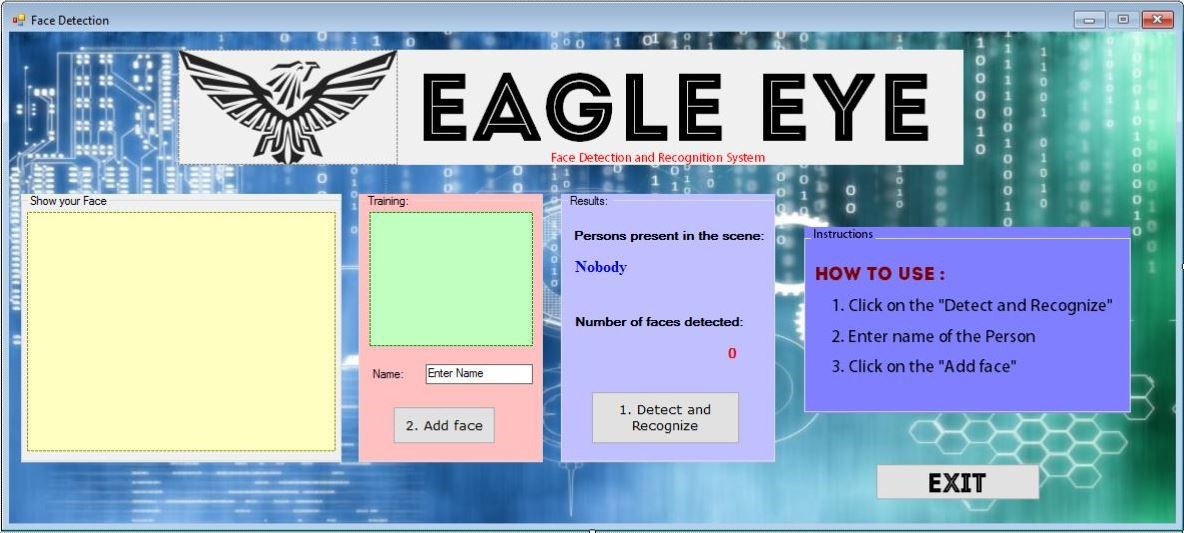 Face Detection
EAGLE EYE
Face Detection and Recognition System
Show your Face
Training:
Name:
Enter Name
2. Add face
Results:
Persons present in the scene:
Nobody
Number of faces detected:
0
1. Detect and
Recognize
Instructions
HOW TO USE :
1. Click on the "Detect and Recognize"
2. Enter name of the Person
3. Click on the "Add face"
EXIT